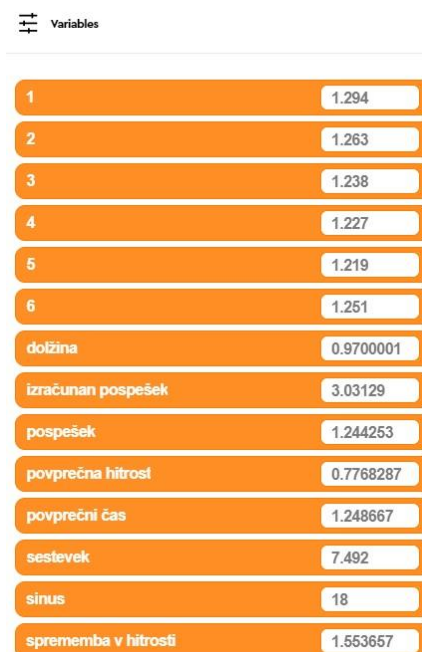 Variables
1 1.294
2 1.263
3 1.238
4 1.227
5 1.219
6 1.251
dolžina 0.9700001
izračunan pospešek 3.03129
pospešek 1.244253
povprečna hitrost 0.7768287
povprečni čas 1.248667
sestevek 7.492
sinus 18
sprememba v hitrosti 1.553657